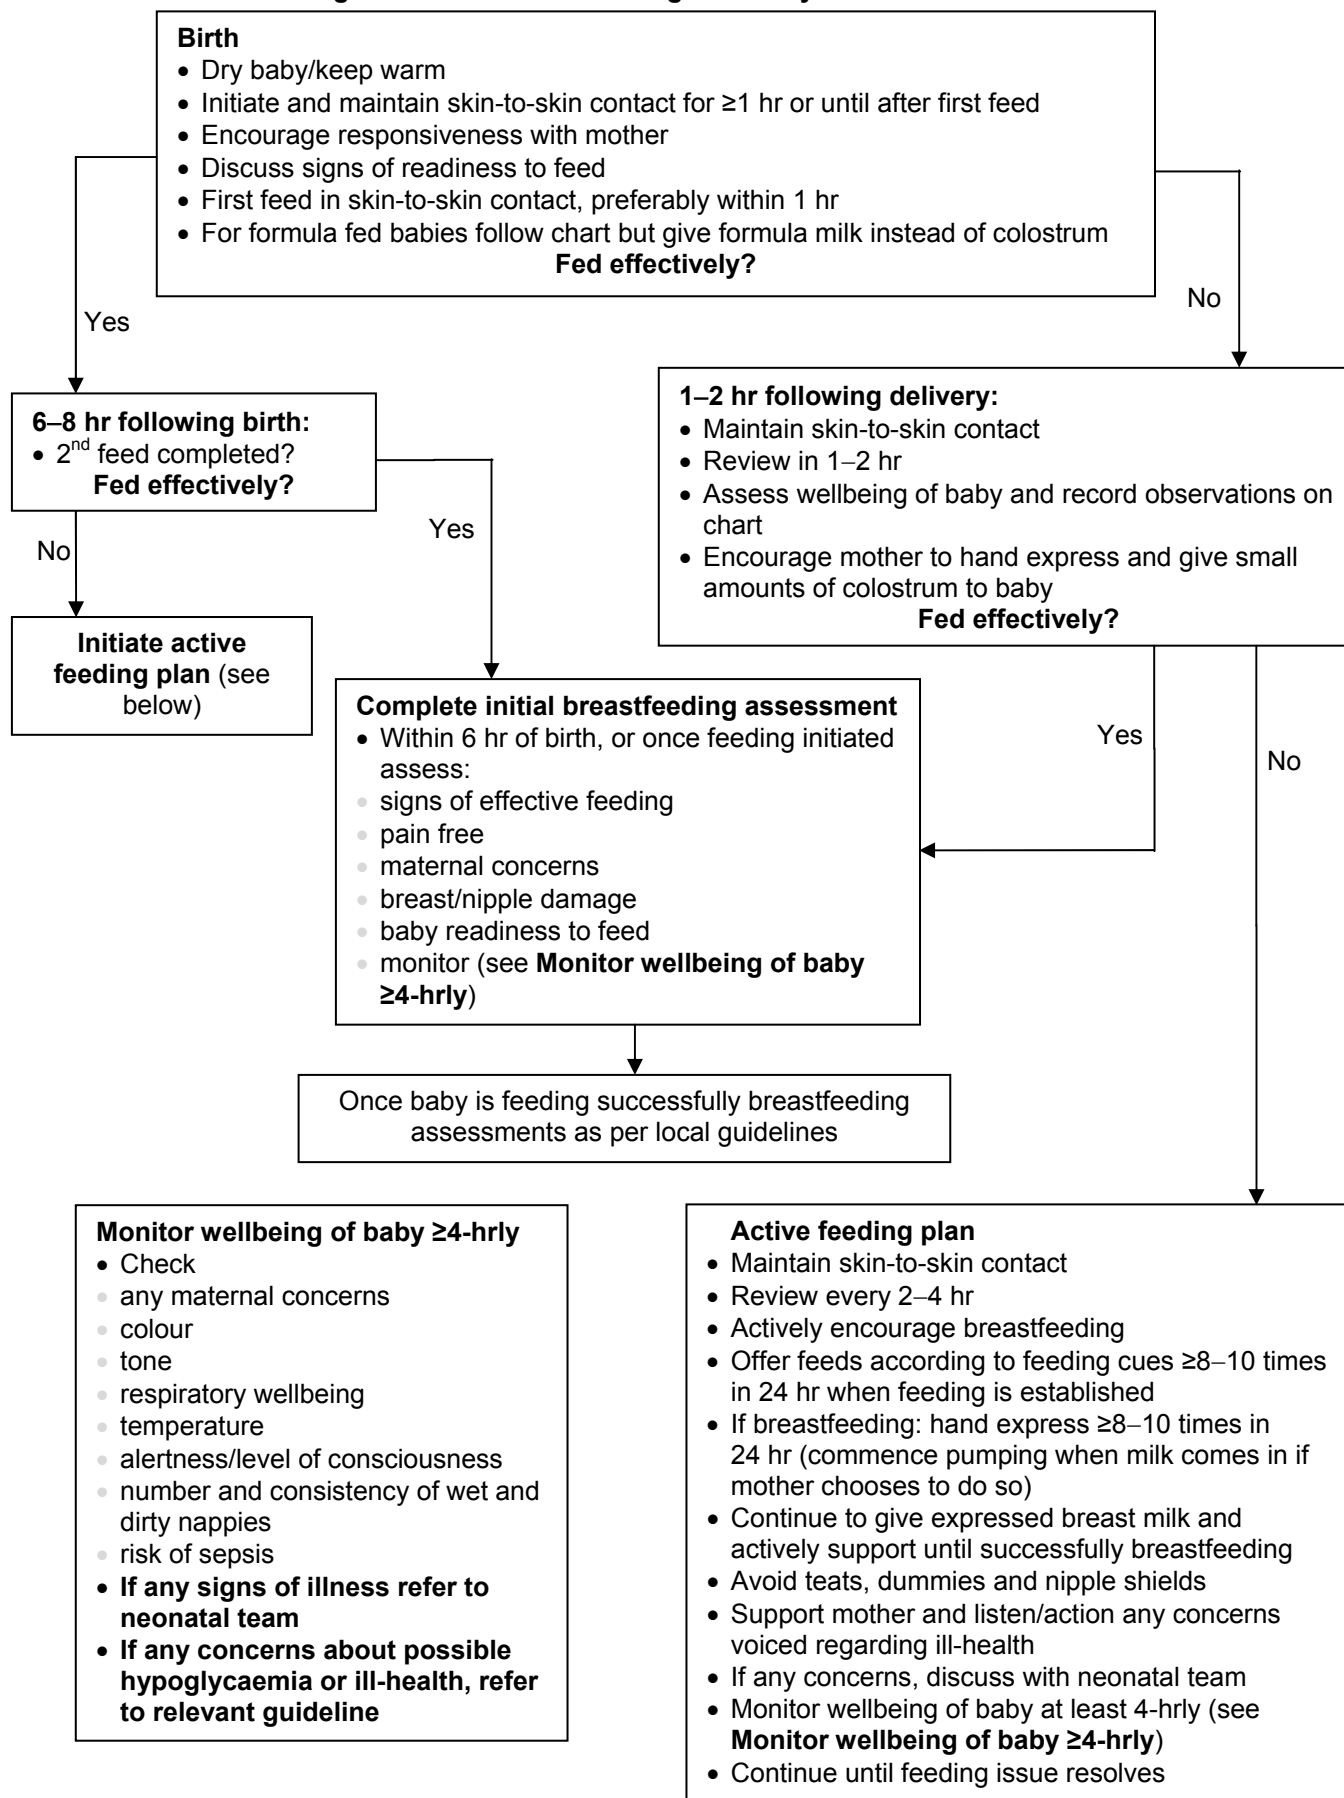 Birth
• Dry baby/keep warm
• Initiate and maintain skin-to-skin contact for ≥1 hr or until after first feed
• Encourage responsiveness with mother
• Discuss signs of readiness to feed
• First feed in skin-to-skin contact, preferably within 1 hr
• For formula fed babies follow chart but give formula milk instead of colostrum
Fed effectively?
Yes
No
6–8 hr following birth:
• 2nd feed completed?
Fed effectively?
No
Yes
Initiate active
feeding plan (see
below)
1–2 hr following delivery:
• Maintain skin-to-skin contact
• Review in 1–2 hr
• Assess wellbeing of baby and record observations on
chart
• Encourage mother to hand express and give small
amounts of colostrum to baby
Fed effectively?
Yes
No
Complete initial breastfeeding assessment
• Within 6 hr of birth, or once feeding initiated
assess:
• signs of effective feeding
• pain free
• maternal concerns
• breast/nipple damage
• baby readiness to feed
• monitor (see Monitor wellbeing of baby
≥4-hrly)
Once baby is feeding successfully breastfeeding
assessments as per local guidelines
Monitor wellbeing of baby ≥4-hrly
• Check
• any maternal concerns
• colour
• tone
• respiratory wellbeing
• temperature
• alertness/level of consciousness
• number and consistency of wet and
dirty nappies
• risk of sepsis
• If any signs of illness refer to
neonatal team
• If any concerns about possible
hypoglycaemia or ill-health, refer
to relevant guideline
Active feeding plan
• Maintain skin-to-skin contact
• Review every 2–4 hr
• Actively encourage breastfeeding
• Offer feeds according to feeding cues ≥8–10 times
in 24 hr when feeding is established
• If breastfeeding: hand express ≥8–10 times in
24 hr (commence pumping when milk comes in if
mother chooses to do so)
• Continue to give expressed breast milk and
actively support until successfully breastfeeding
• Avoid teats, dummies and nipple shields
• Support mother and listen/action any concerns
voiced regarding ill-health
• If any concerns, discuss with neonatal team
• Monitor wellbeing of baby at least 4-hrly (see
Monitor wellbeing of baby ≥4-hrly)
• Continue until feeding issue resolves